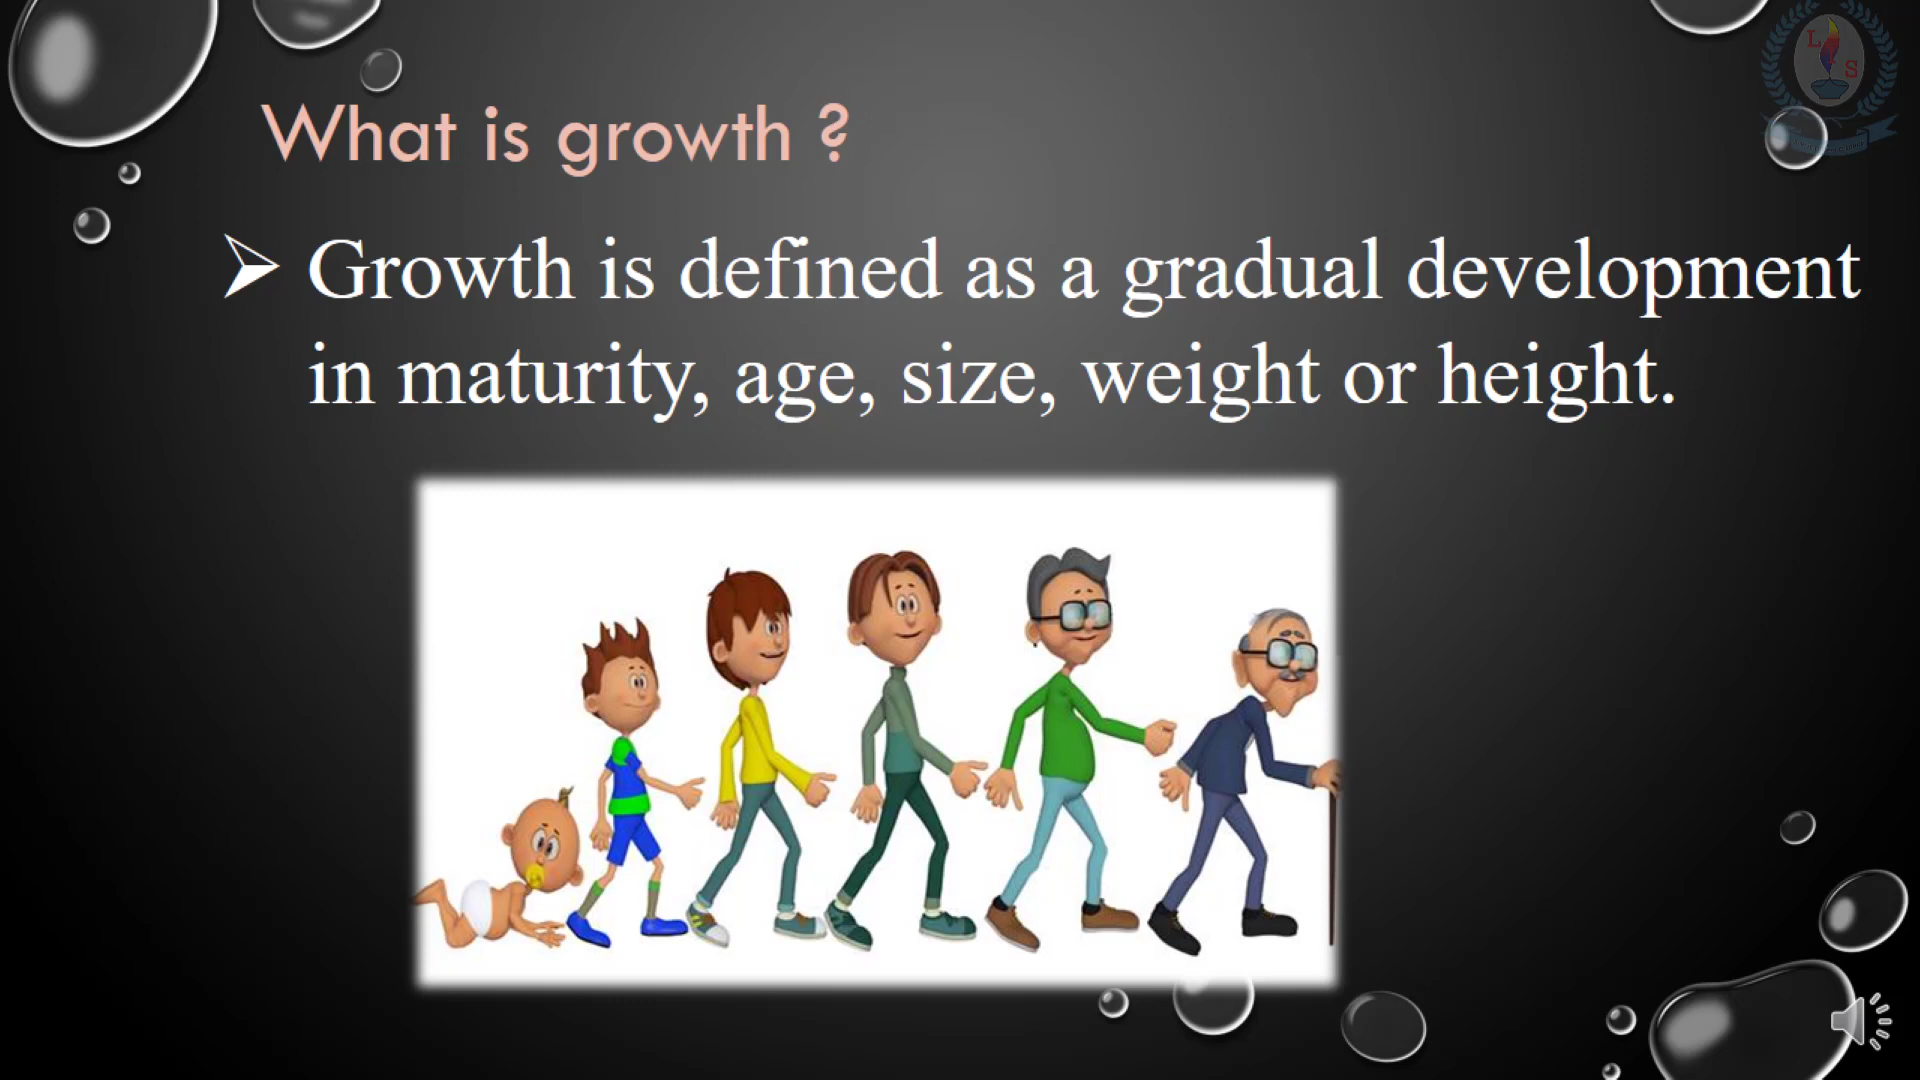 L
S
What is growth ?
➢ Growth is defined as a gradual development
in maturity, age, size, weight or height.